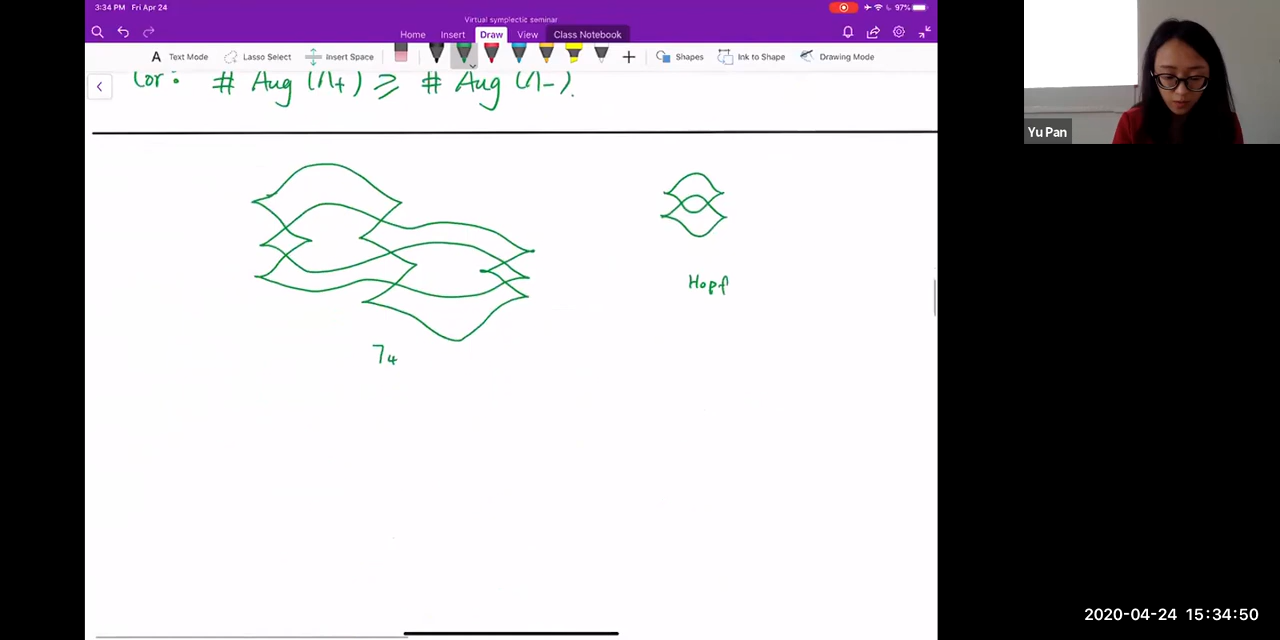 3:34 PM Fri Apr 24
97%
Virtual symplectic seminar
Home Insert Draw View Class Notebook
Text Mode Lasso Select Insert Space Shapes Ink to Shape Drawing Mode
Cor: # Aug (Λ+) ≥ # Aug (Λ-).
7₄
Hopf
Yu Pan
2020-04-24 15:34:50